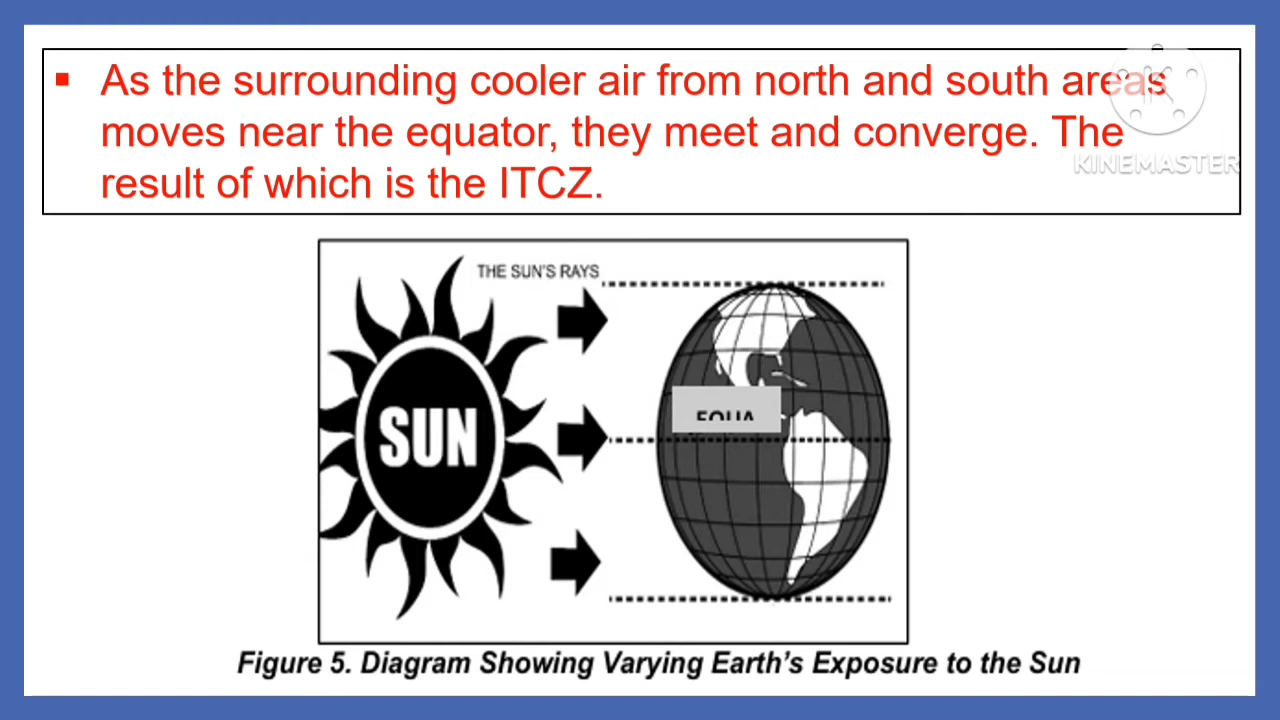 ▪ As the surrounding cooler air from north and south areas
moves near the equator, they meet and converge. The
result of which is the ITCZ.
KINEMASTER
THE SUN'S RAYS
SUN
EQUA
Figure 5. Diagram Showing Varying Earth's Exposure to the Sun